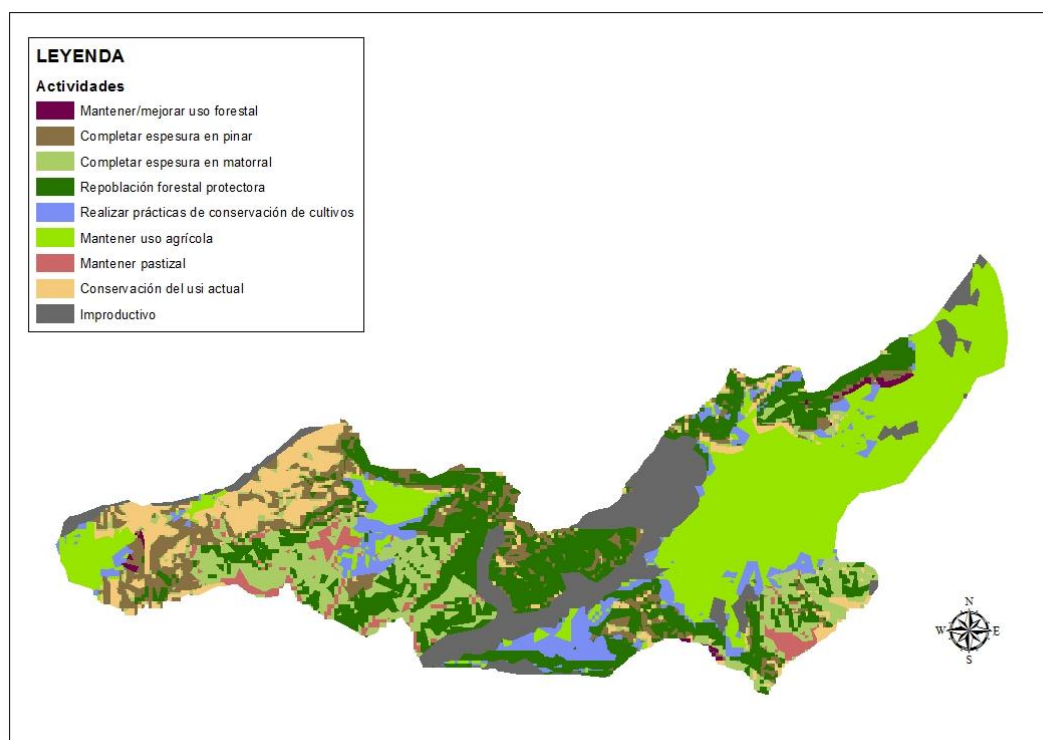 LEYENDA
Actividades
Mantener/mejorar uso forestal
Completar espesura en pinar
Completar espesura en matorral
Repoblación forestal protectora
Realizar prácticas de conservación de cultivos
Mantener uso agrícola
Mantener pastizal
Conservación del usi actual
Improductivo
N
W E
S